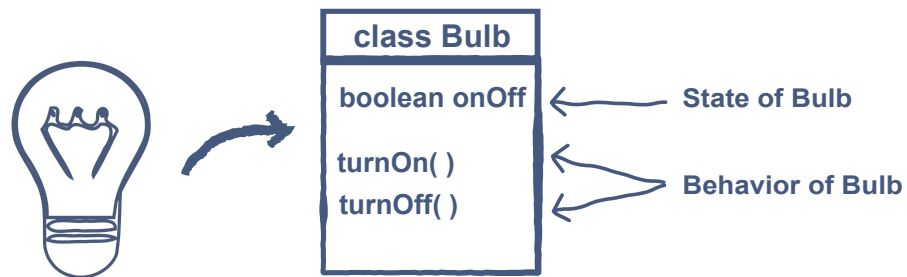 class Bulb
boolean onOff
State of Bulb
turnOn( )
turnOff( )
Behavior of Bulb